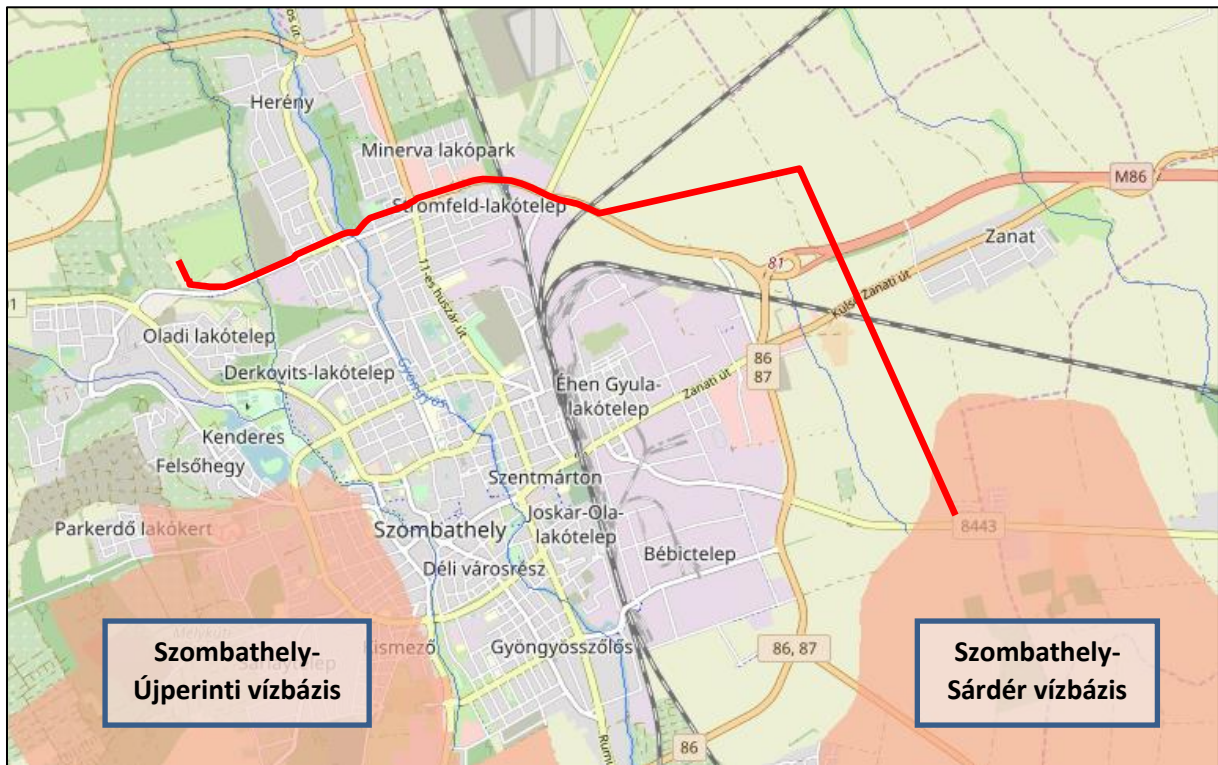 Herény
Minerva lakópark
Stromfeld-lakótelep
M86
Zanat
81
Külső Zanati út
11-es huszár út
Oladi lakótelep
Derkovits-lakótelep
Gyöngyös
86
87
Éhen Gyula-
lakótelep
Zanati út
Kenderes
Felsőhegy
Szentmárton
Parkerdő lakókert
Szombathely
Joskar-Ola-
lakótelep
8443
Déli városrész
Bébictelep
Kismező
Gyöngyösszőlős
86, 87
Szombathely-
Újperinti vízbázis
Szombathely-
Sárdér vízbázis
86